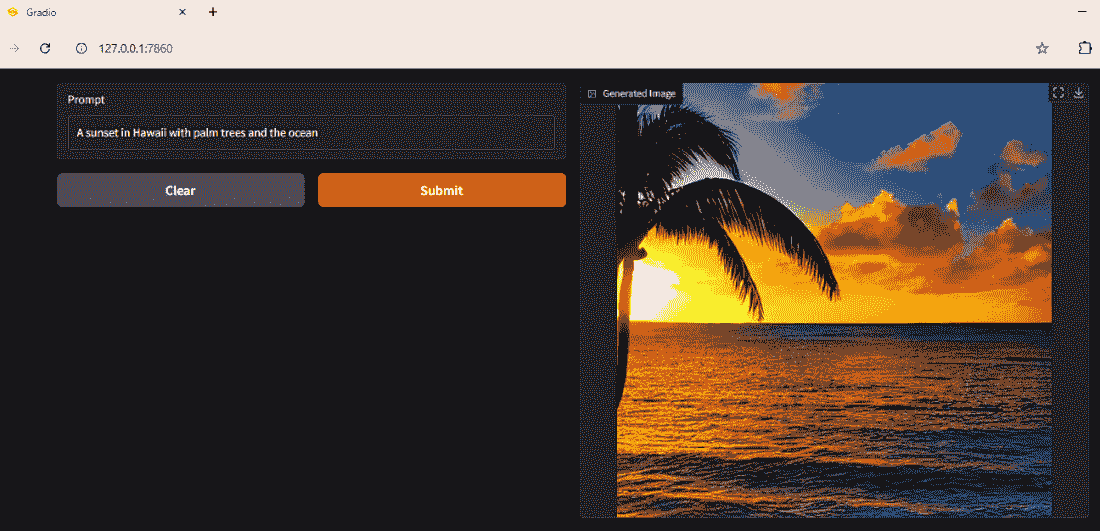 Gradio
127.0.0.1:7860
Prompt
A sunset in Hawaii with palm trees and the ocean
Clear
Submit
Generated Image